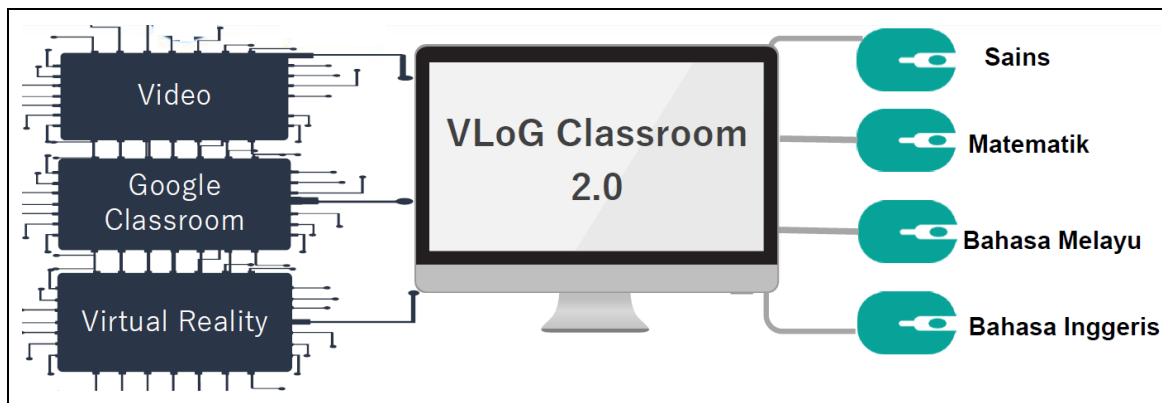 Video
Google
Classroom
Virtual Reality
VLoG Classroom
2.0
Sains
Matematik
Bahasa Melayu
Bahasa Inggeris